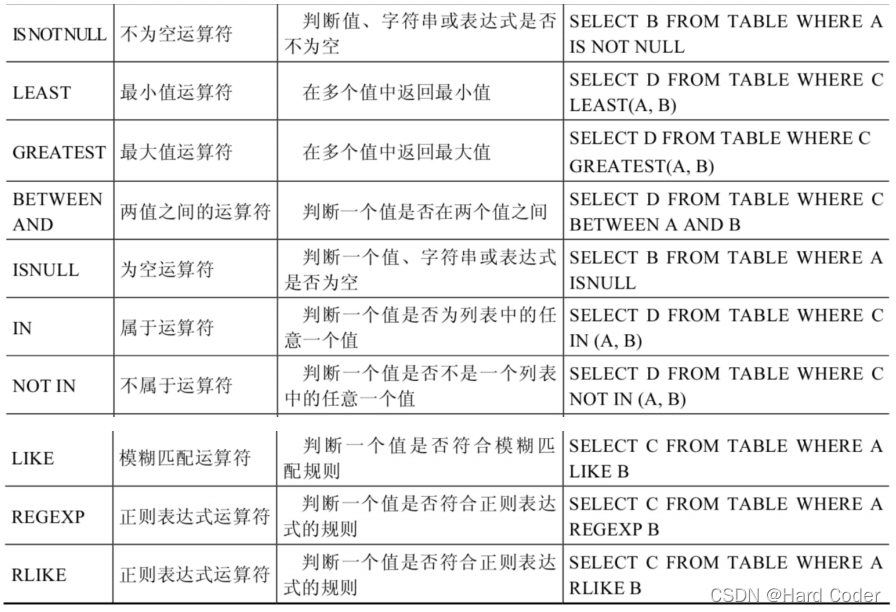 IS NOT NULL 不为空运算符 判断值、字符串或表达式是否 SELECT B FROM TABLE WHERE A
不为空 IS NOT NULL
LEAST 最小值运算符 在多个值中返回最小值 SELECT D FROM TABLE WHERE C
LEAST(A, B)
GREATEST 最大值运算符 在多个值中返回最大值 SELECT D FROM TABLE WHERE C
GREATEST(A, B)
BETWEEN 两值之间的运算符 判断一个值是否在两个值之间 SELECT D FROM TABLE WHERE C
AND BETWEEN A AND B
ISNULL 为空运算符 判断一个值、字符串或表达式 SELECT B FROM TABLE WHERE A
是否为空 ISNULL
IN 属于运算符 判断一个值是否为列表中的任 SELECT D FROM TABLE WHERE C
意一个值 IN (A, B)
NOT IN 不属于运算符 判断一个值是否不是一个列表 SELECT D FROM TABLE WHERE C
中的任意一个值 NOT IN (A, B)
LIKE 模糊匹配运算符 判断一个值是否符合模糊匹 SELECT C FROM TABLE WHERE A
配规则 LIKE B
REGEXP 正则表达式运算符 判断一个值是否符合正则表达 SELECT C FROM TABLE WHERE A
式的规则 REGEXP B
RLIKE 正则表达式运算符 判断一个值是否符合正则表达 SELECT C FROM TABLE WHERE A
式的规则 RLIKE B
CSDN @Hard Coder